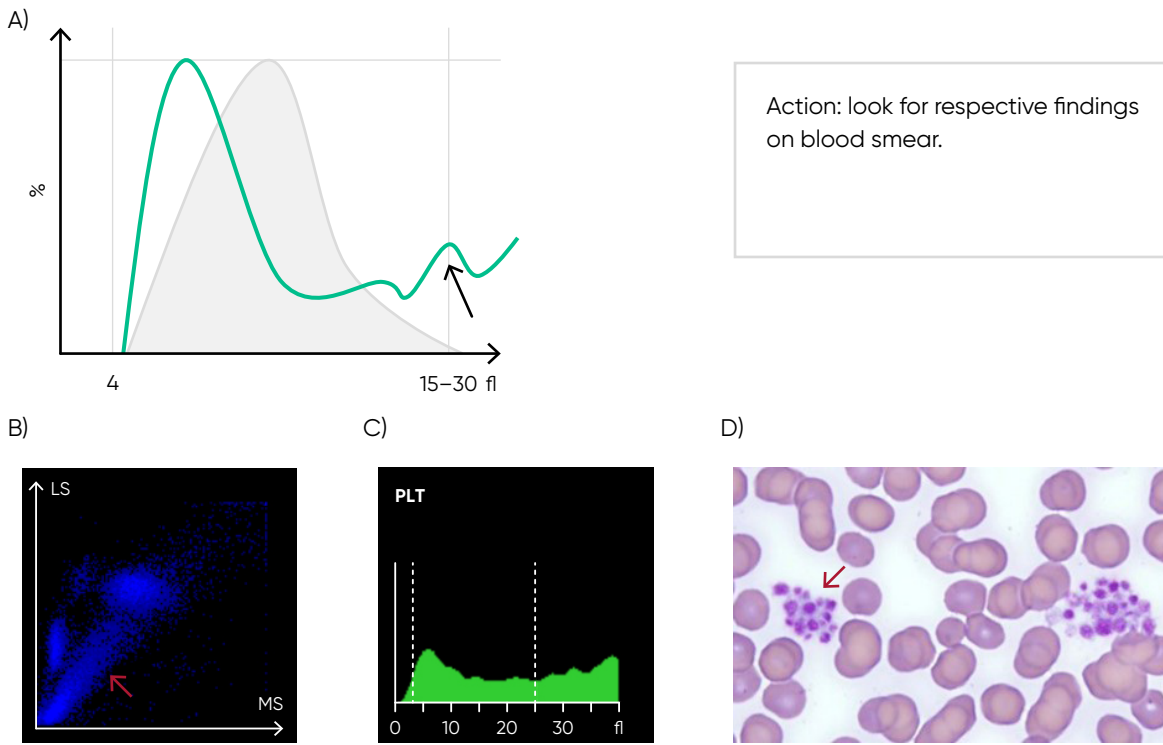 A)
%
4
15–30 fl
Action: look for respective findings
on blood smear.
B)
LS
MS
C)
PLT
0 10 20 30 fl
D)